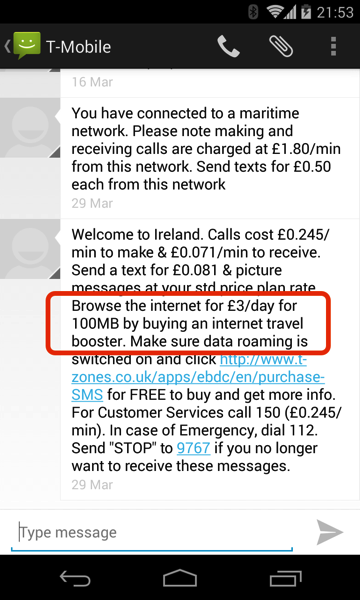 21:53
T-Mobile
16 Mar
You have connected to a maritime
network. Please note making and
receiving calls are charged at £1.80/min
from this network. Send texts for £0.50
each from this network
29 Mar
Welcome to Ireland. Calls cost £0.245/
min to make & £0.071/min to receive.
Send a text for £0.081 & picture
messages at your std price plan rate
Browse the internet for £3/day for
100MB by buying an internet travel
booster. Make sure data roaming is
switched on and click http://www.t-
zones.co.uk/apps/ebdc/en/purchase-
SMS for FREE to buy and get more info.
For Customer Services call 150 (£0.245/
min). In case of Emergency, dial 112.
Send "STOP" to 9767 if you no longer
want to receive these messages.
29 Mar
Type message